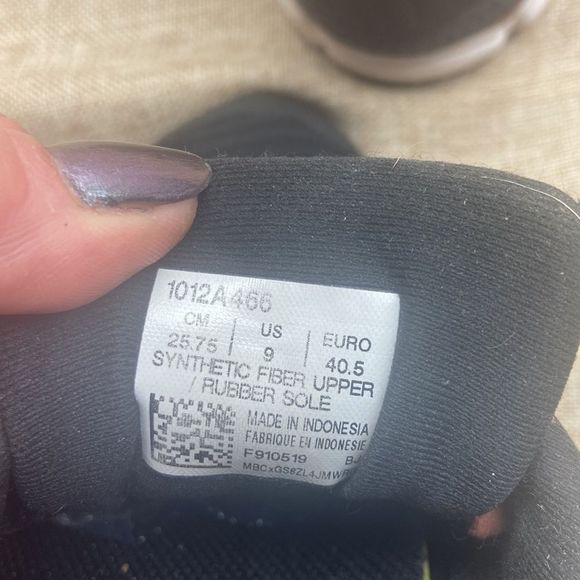 1012A466
CM | US | EURO
25.75 | 9 | 40.5
SYNTHETIC FIBER UPPER
/ RUBBER SOLE
MADE IN INDONESIA
FABRIQUE EN INDONESIE
F910519